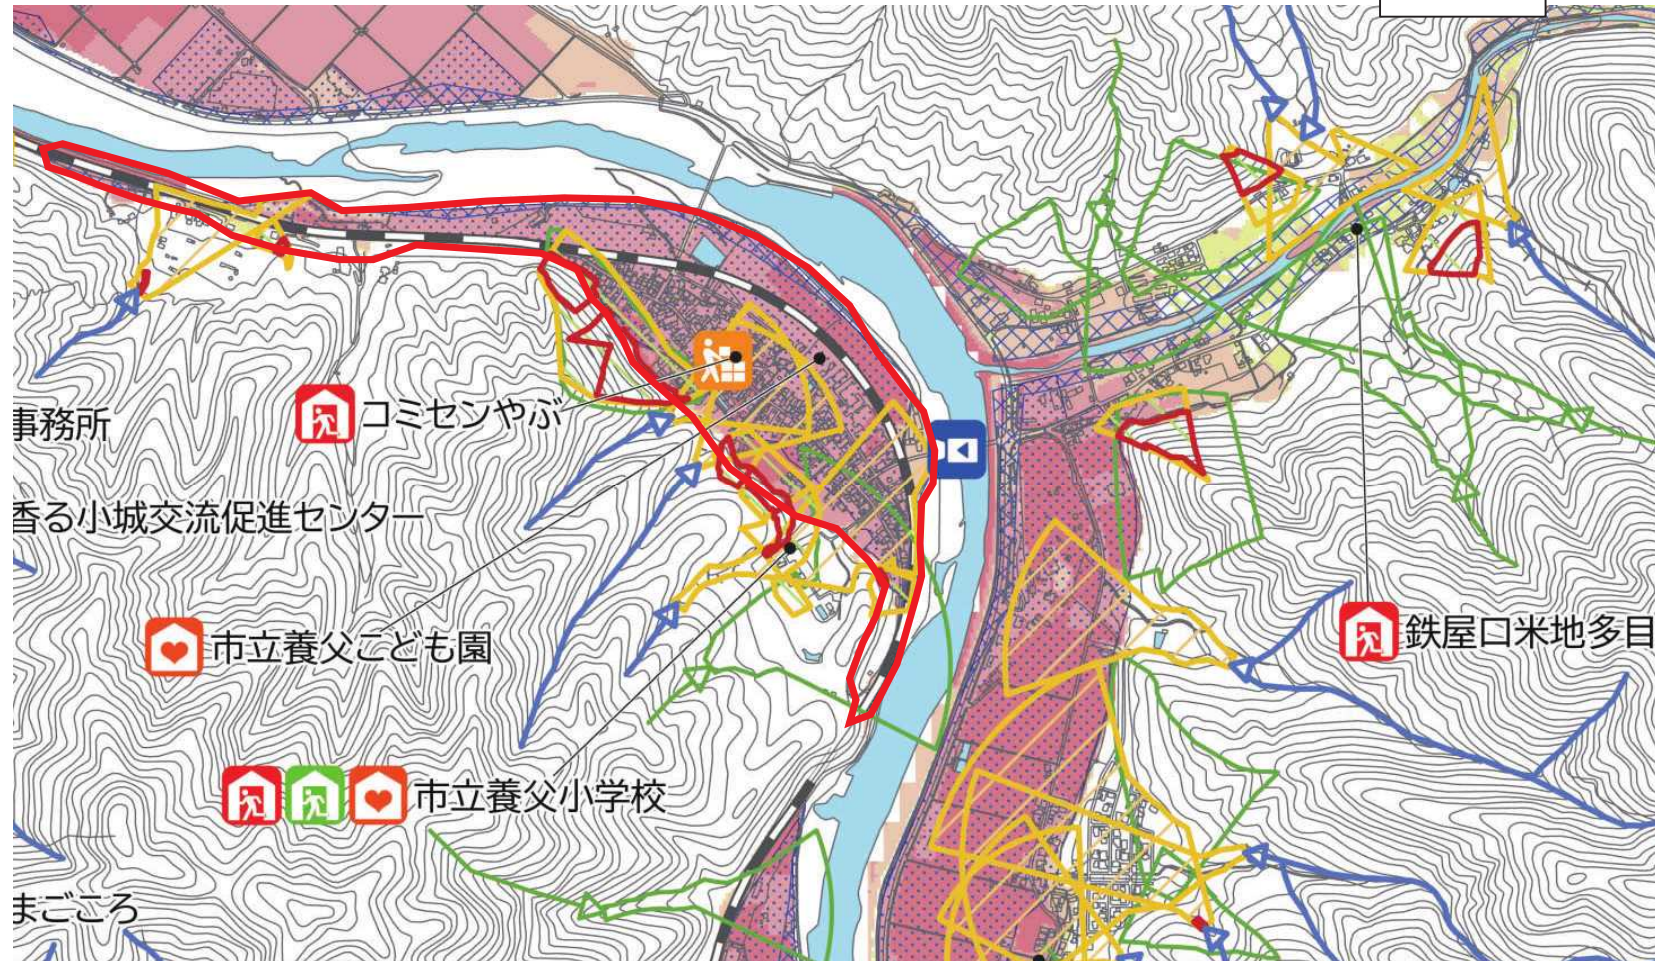 事務所
コミセンやぶ
香る小城交流促進センター
市立養父こども園
鉄屋口米地多目
市立養父小学校
まごころ